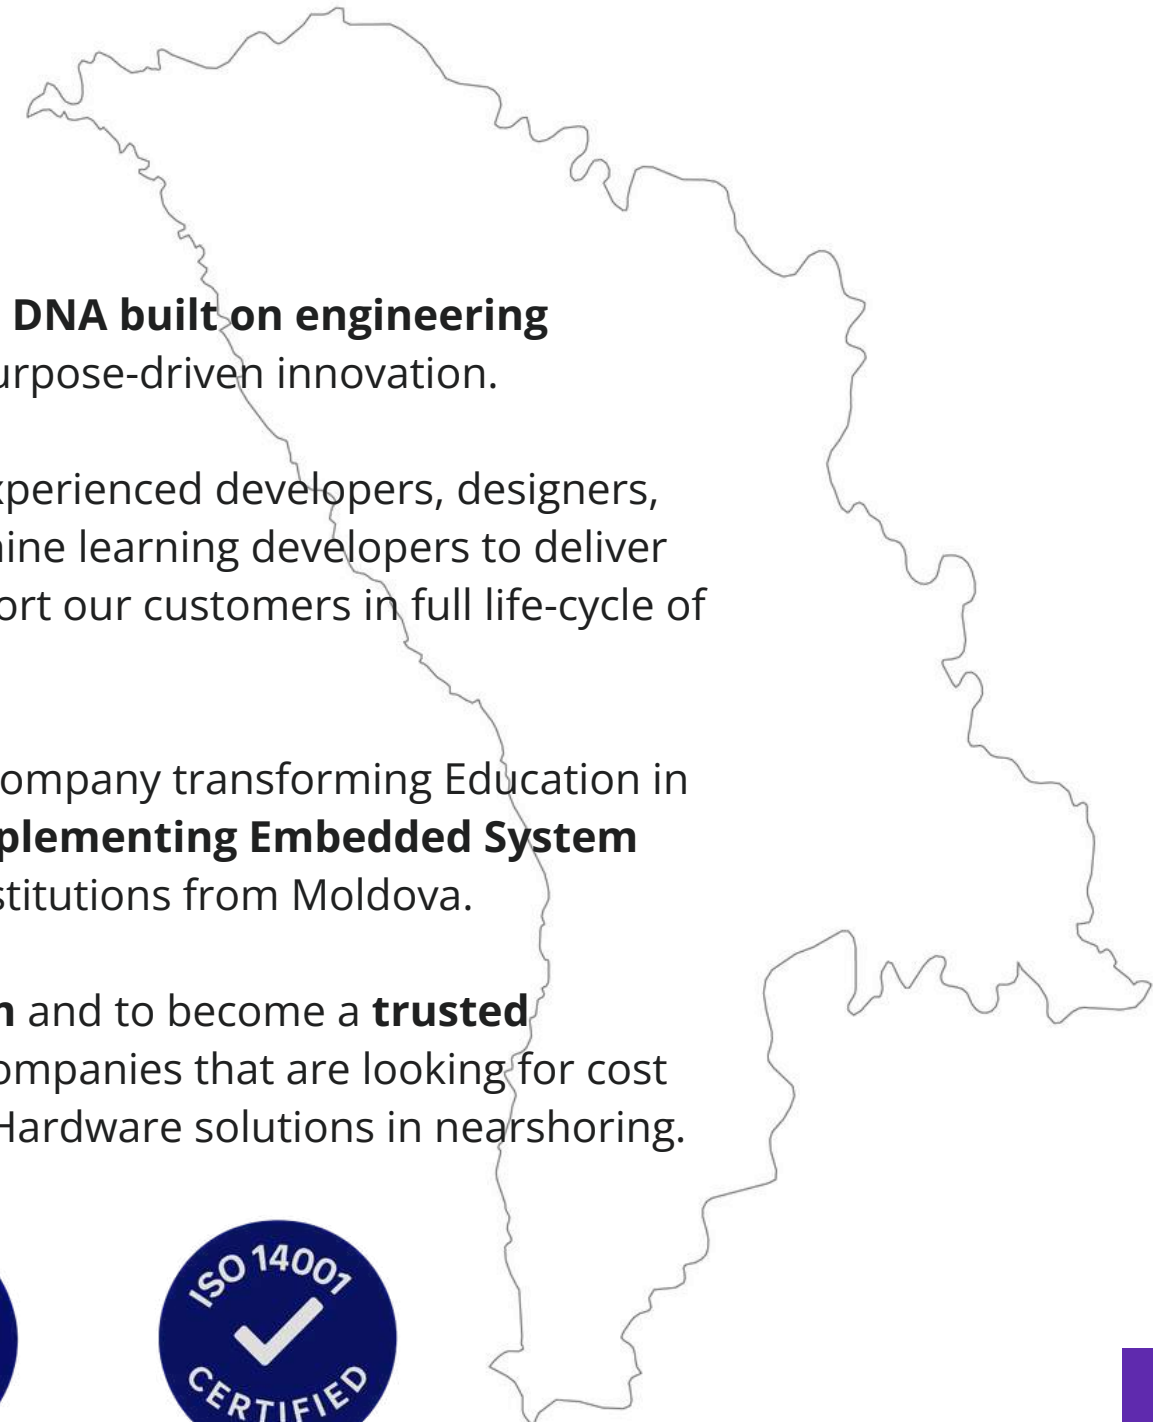 DNA built on engineering
urpose-driven innovation.
xperienced developers, designers,
ine learning developers to deliver
ort our customers in full life-cycle of
ompany transforming Education in
plementing Embedded System
stitutions from Moldova.
and to become a trusted
ompanies that are looking for cost
Hardware solutions in nearshoring.
ISO 14001
CERTIFIED